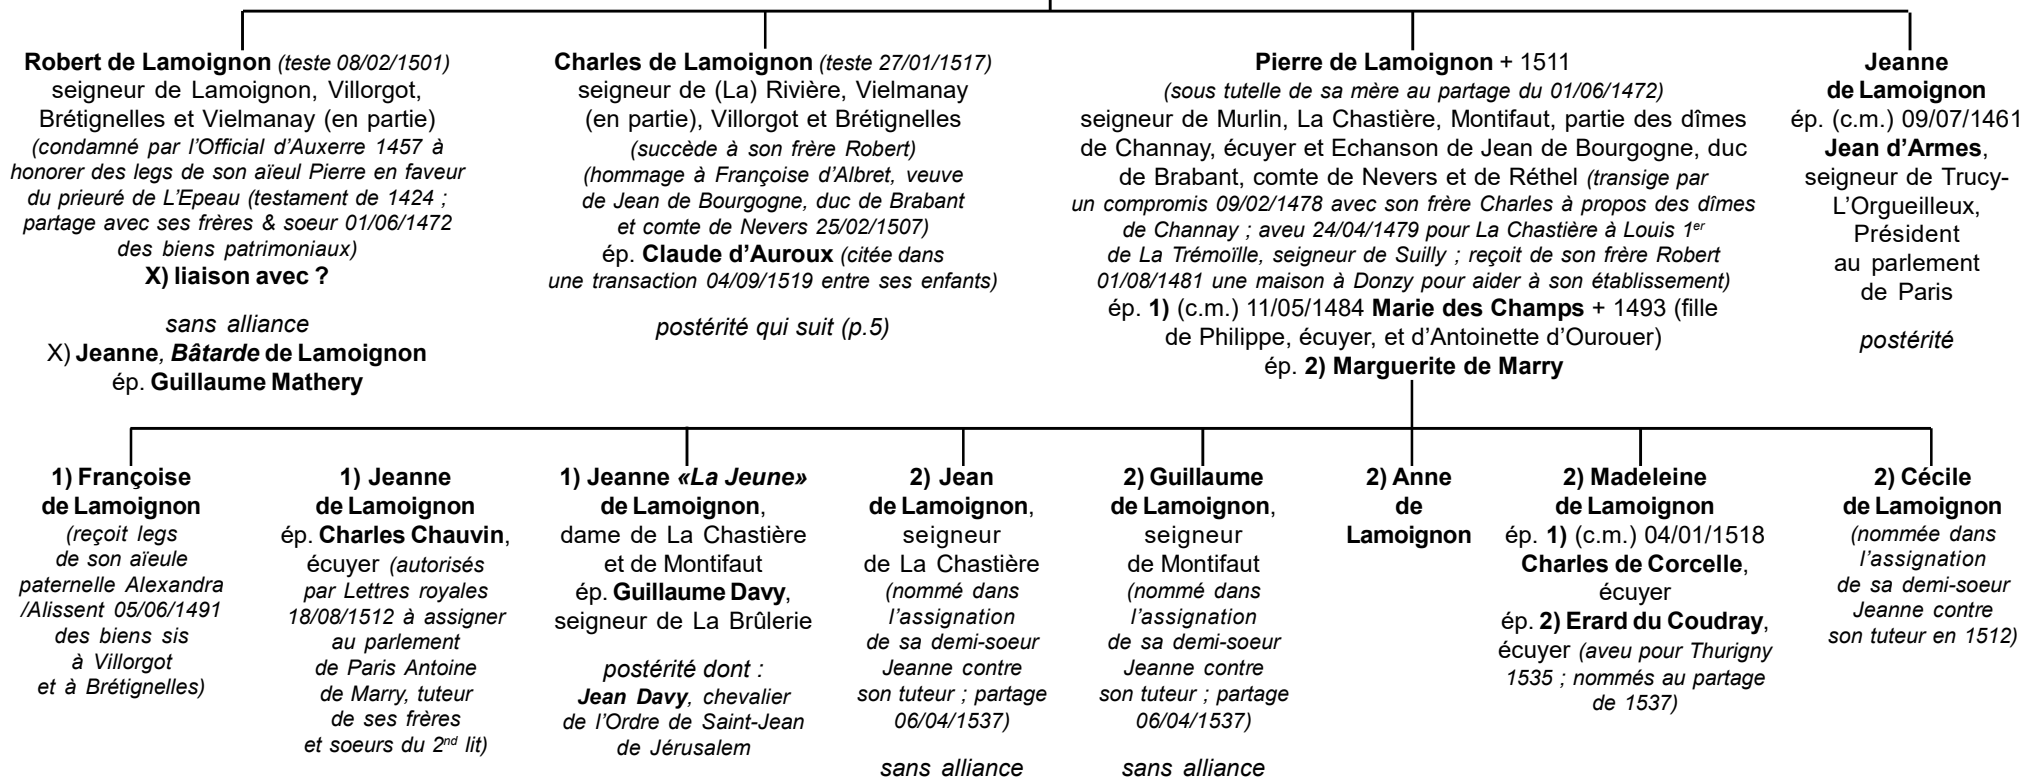 Robert de Lamoignon (teste 08/02/1501)
seigneur de Lamoignon, Villorgot,
Brétignelles et Vielmanay (en partie)
(condamné par l'Official d'Auxerre 1457 à
honorer des legs de son aïeul Pierre en faveur
du prieuré de L'Epeau (testament de 1424 ;
partage avec ses frères & soeur 01/06/1472
des biens patrimoniaux)
X) liaison avec ?
sans alliance
X) Jeanne, Bâtarde de Lamoignon
ép. Guillaume Mathery
Charles de Lamoignon (teste 27/01/1517)
seigneur de (La) Rivière, Vielmanay
(en partie), Villorgot et Brétignelles
(succède à son frère Robert)
(hommage à Françoise d'Albret, veuve
de Jean de Bourgogne, duc de Brabant
et comte de Nevers 25/02/1507)
ép. Claude d'Auroux (citée dans
une transaction 04/09/1519 entre ses enfants)
postérité qui suit (p.5)
Pierre de Lamoignon + 1511
(sous tutelle de sa mère au partage du 01/06/1472)
seigneur de Murlin, La Chastière, Montifaut, partie des dîmes
de Channay, écuyer et Echanson de Jean de Bourgogne, duc
de Brabant, comte de Nevers et de Réthel (transige par
un compromis 09/02/1478 avec son frère Charles à propos des dîmes
de Channay ; aveu 24/04/1479 pour La Chastière à Louis 1er
de La Trémoïlle, seigneur de Suilly ; reçoit de son frère Robert
01/08/1481 une maison à Donzy pour aider à son établissement)
ép. 1) (c.m.) 11/05/1484 Marie des Champs + 1493 (fille
de Philippe, écuyer, et d'Antoinette d'Ourouer)
ép. 2) Marguerite de Marry
Jeanne
de Lamoignon
ép. (c.m.) 09/07/1461
Jean d'Armes,
seigneur de Trucy-
L'Orgueilleux,
Président
au parlement
de Paris
postérité
1) Françoise
de Lamoignon
(reçoit legs
de son aïeule
paternelle Alexandra
/Alissent 05/06/1491
des biens sis
à Villorgot
et à Brétignelles)
1) Jeanne
de Lamoignon
ép. Charles Chauvin,
écuyer (autorisés
par Lettres royales
18/08/1512 à assigner
au parlement
de Paris Antoine
de Marry, tuteur
de ses frères
et soeurs du 2nd lit)
1) Jeanne «La Jeune»
de Lamoignon,
dame de La Chastière
et de Montifaut
ép. Guillaume Davy,
seigneur de La Brûlerie
postérité dont :
Jean Davy, chevalier
de l'Ordre de Saint-Jean
de Jérusalem
2) Jean
de Lamoignon,
seigneur
de La Chastière
(nommé dans
l'assignation
de sa demi-soeur
Jeanne contre
son tuteur ; partage
06/04/1537)
sans alliance
2) Guillaume
de Lamoignon,
seigneur
de Montifaut
(nommé dans
l'assignation
de sa demi-soeur
Jeanne contre
son tuteur ; partage
06/04/1537)
sans alliance
2) Anne
de
Lamoignon
2) Madeleine
de Lamoignon
ép. 1) (c.m.) 04/01/1518
Charles de Corcelle,
écuyer
ép. 2) Erard du Coudray,
écuyer (aveu pour Thurigny
1535 ; nommés au partage
de 1537)
2) Cécile
de Lamoignon
(nommée dans
l'assignation
de sa demi-soeur
Jeanne contre
son tuteur en 1512)